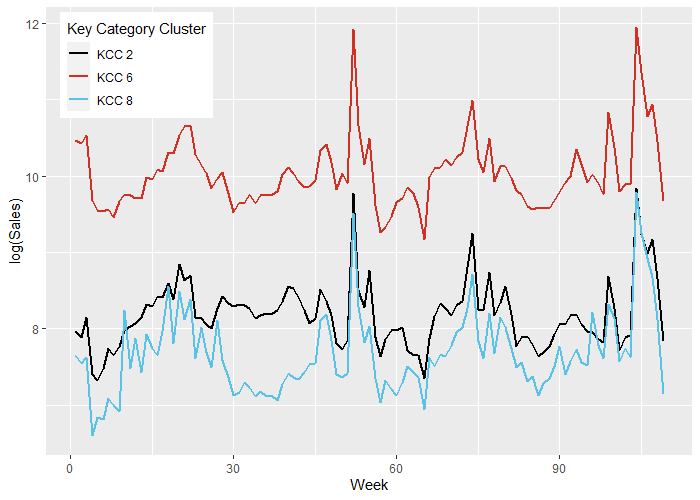 Key Category Cluster
KCC 2
KCC 6
KCC 8
12
10
8
log(Sales)
0 30 60 90
Week